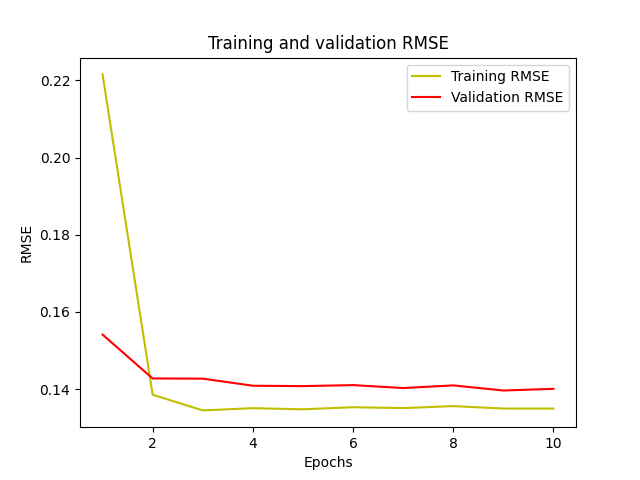 Training and validation RMSE
Training RMSE
Validation RMSE
0.22
0.20
0.18
0.16
0.14
RMSE
2
4
6
8
10
Epochs